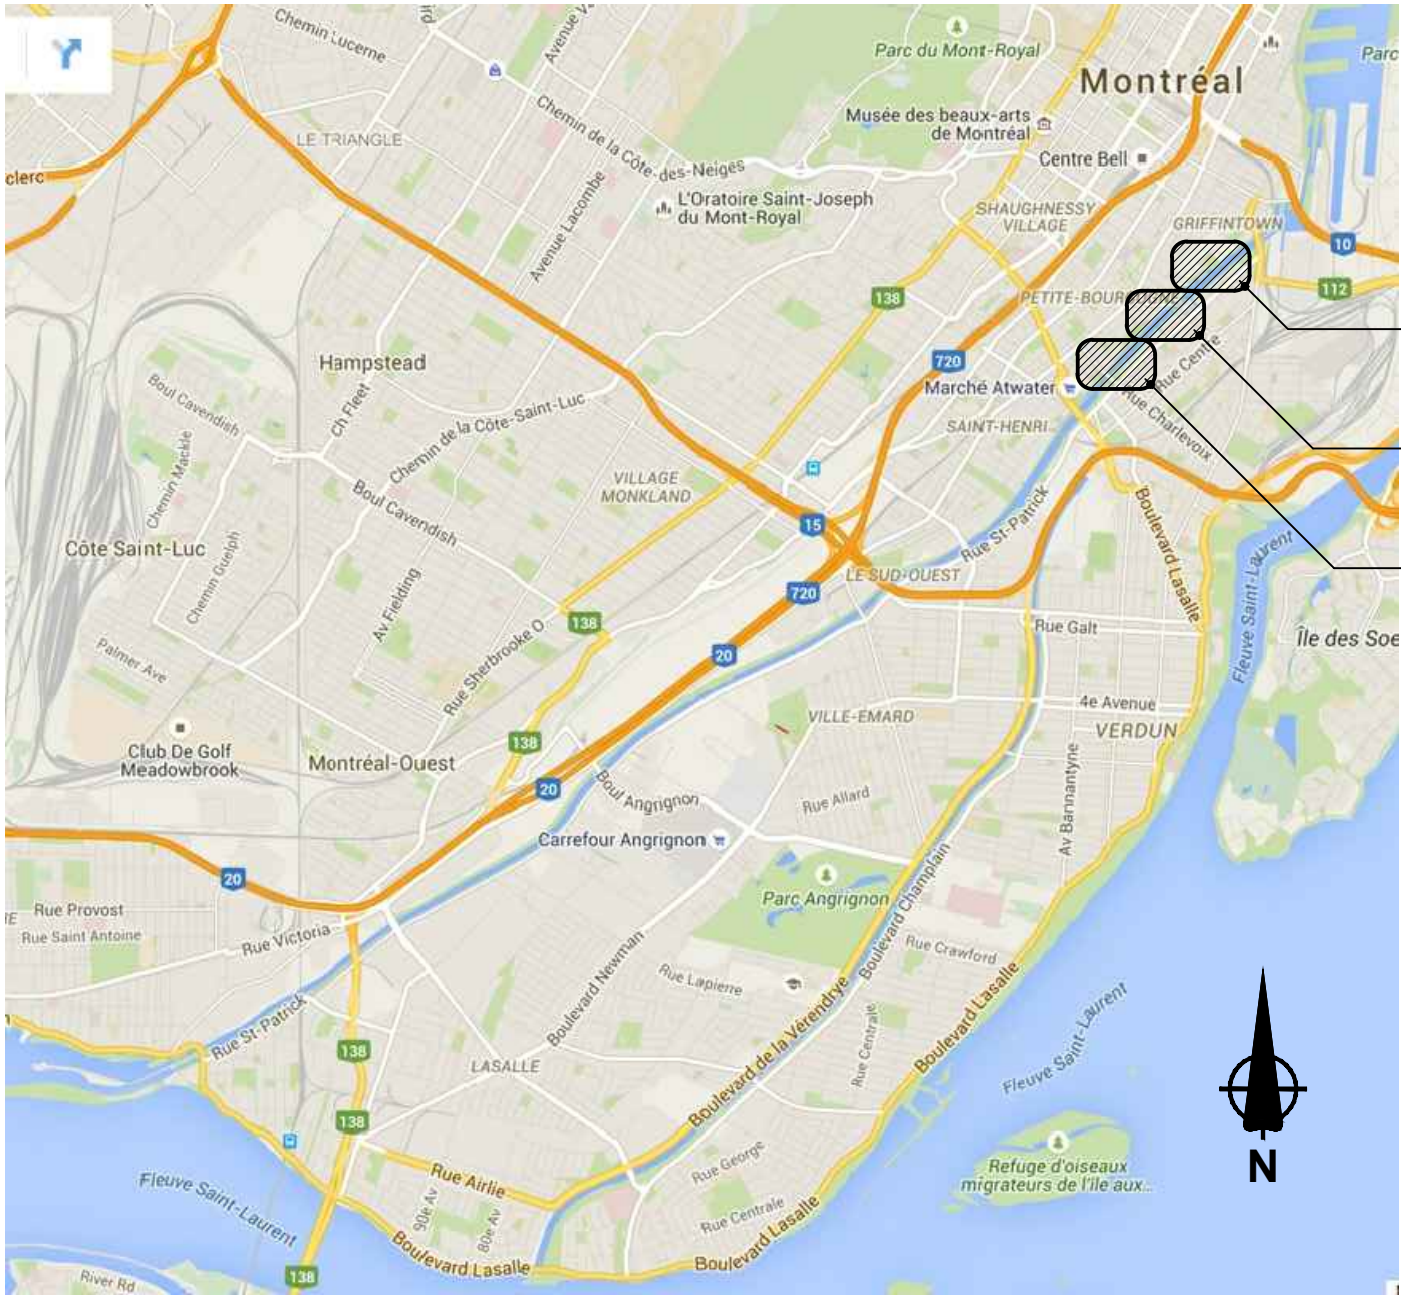 Chemin Lucerne
Parc du Mont-Royal
Parc
Montréal
Musée des beaux-arts
de Montréal
Chemin de la Côte-des-Neiges
LE TRIANGLE
Centre Bell
clerc
L'Oratoire Saint-Joseph
du Mont-Royal
Avenue Lacombe
SHAUGHNESSY
VILLAGE
GRIFFINTOWN
10
112
138
PETITE-BOURGOGNE
Hampstead
720
Rue Centre
Marché Atwater
Boul Cavendish
Ch Fleet
Chemin de la Côte-Saint-Luc
Rue Charlevoix
SAINT-HENRI
Chemin Mackle
VILLAGE
MONKLAND
Boul Cavendish
15
Rue St-Patrick
Boulevard Lasalle
Fleuve Saint-Laurent
Côte Saint-Luc
Chemin Guelph
LE SUD-OUEST
720
Av Fielding
138
Rue Galt
Île des Soe
Palmer Ave
Rue Sherbrooke O
20
4e Avenue
VILLE-EMARD
VERDUN
Club De Golf
Meadowbrook
138
Montréal-Ouest
20
Boul Angrignon
Rue Allard
Av Bannantyne
Carrefour Angrignon
20
Parc Angrignon
Boulevard Champlain
Rue Provost
Rue Saint Antoine
Rue Victoria
Boulevard Newman
Rue Crawford
Rue Lapierre
Boulevard Lasalle
Fleuve Saint-Laurent
Rue St-Patrick
138
LASALLE
Boulevard de la Vérendrye
Rue Centrale
138
Refuge d'oiseaux
migrateurs de l'île aux...
N
Rue George
Rue Airlie
Fleuve Saint-Laurent
90e Av
80e Av
Rue Centrale
Boulevard Lasalle
Boulevard Lasalle
River Rd
138